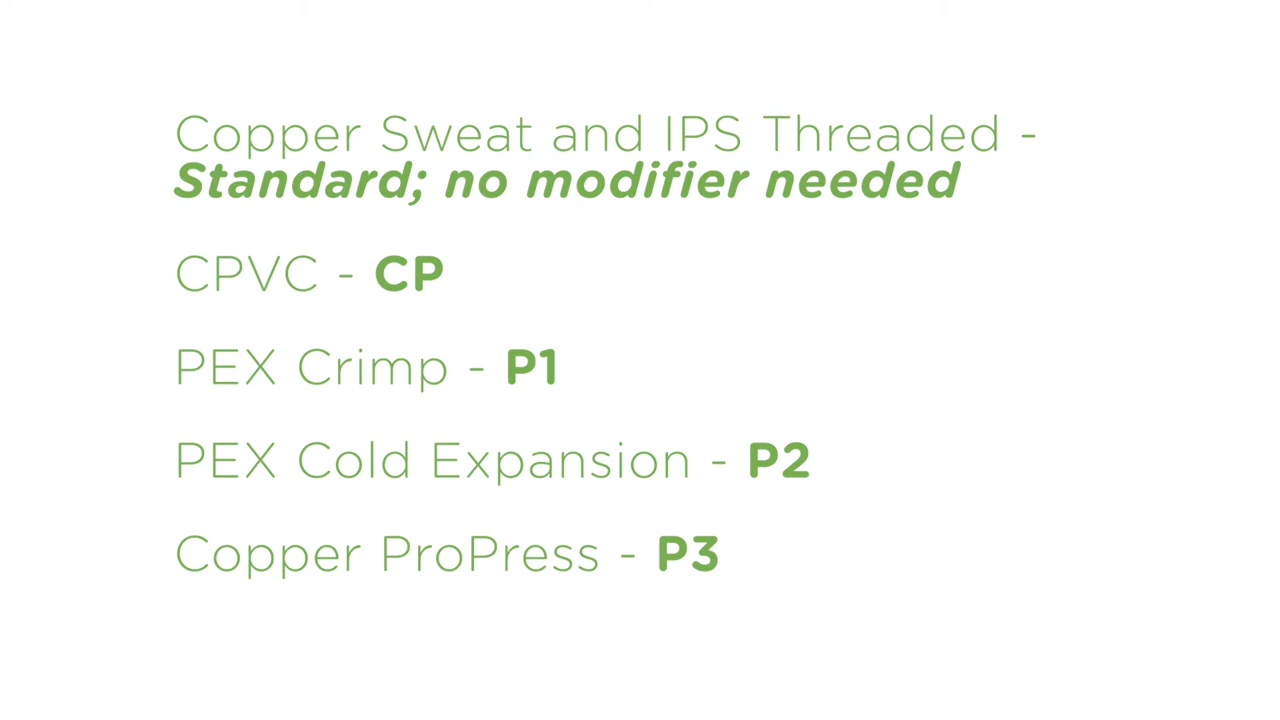 Copper Sweat and IPS Threaded -
Standard; no modifier needed
CPVC - CP
PEX Crimp - P1
PEX Cold Expansion - P2
Copper ProPress - P3